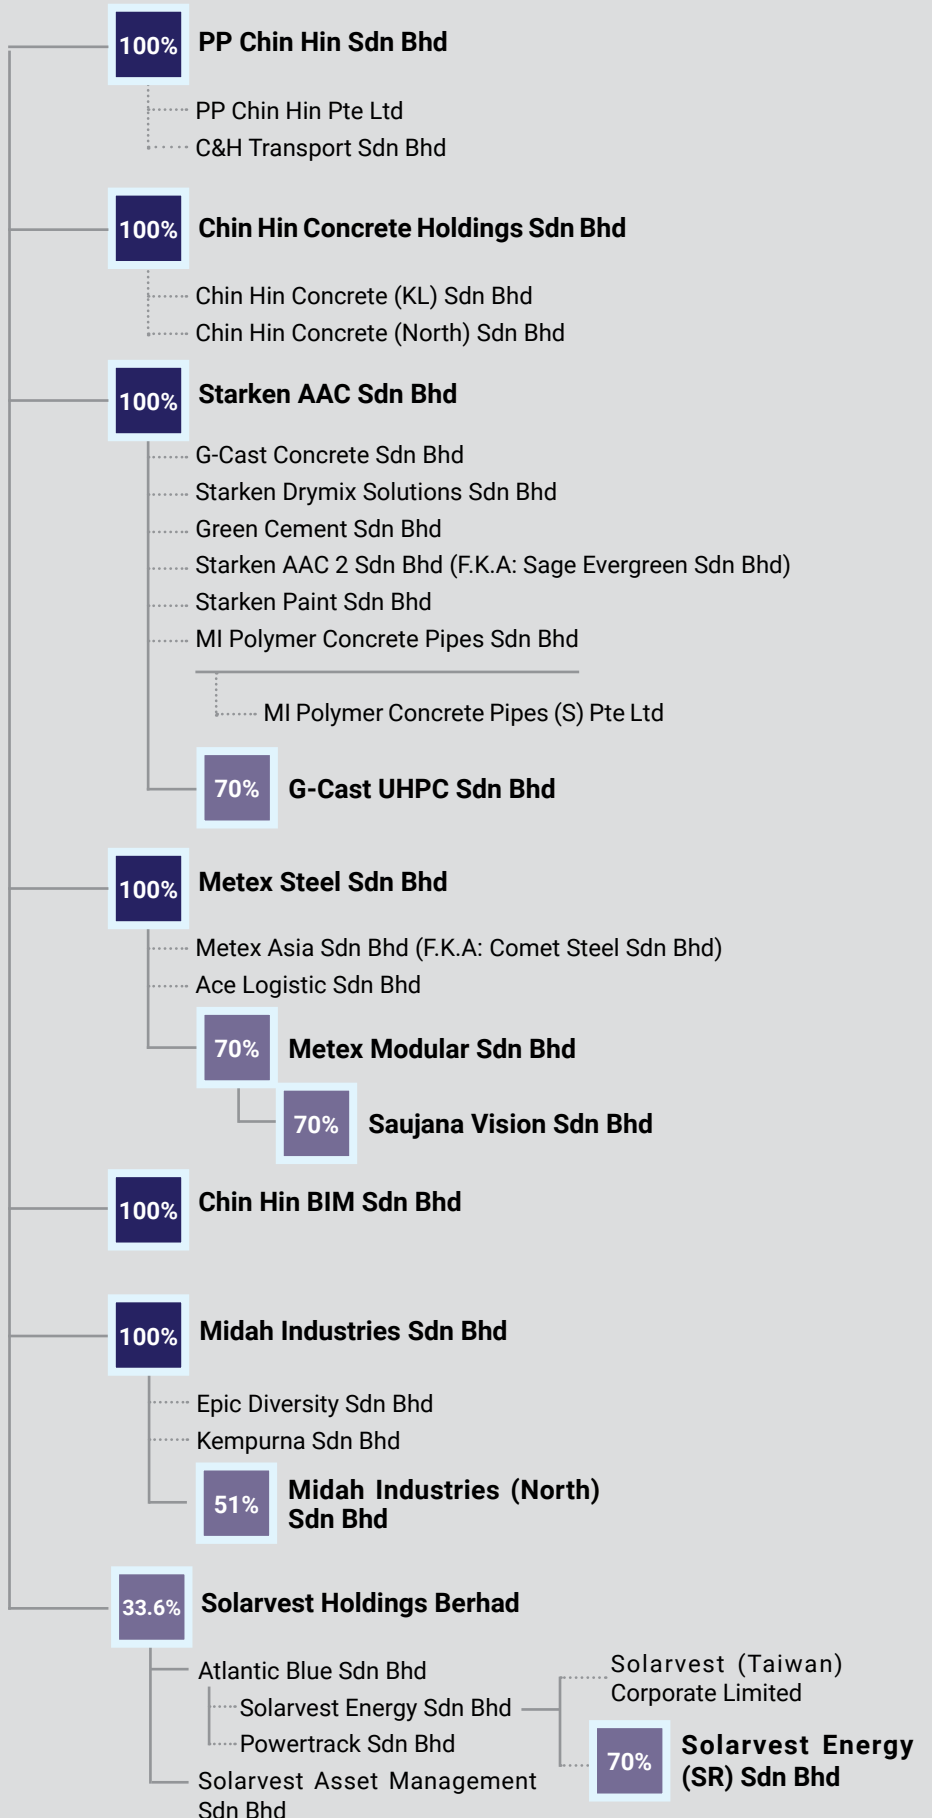 100% PP Chin Hin Sdn Bhd
PP Chin Hin Pte Ltd
C&H Transport Sdn Bhd
100% Chin Hin Concrete Holdings Sdn Bhd
Chin Hin Concrete (KL) Sdn Bhd
Chin Hin Concrete (North) Sdn Bhd
100% Starken AAC Sdn Bhd
G-Cast Concrete Sdn Bhd
Starken Drymix Solutions Sdn Bhd
Green Cement Sdn Bhd
Starken AAC 2 Sdn Bhd (F.K.A: Sage Evergreen Sdn Bhd)
Starken Paint Sdn Bhd
MI Polymer Concrete Pipes Sdn Bhd
MI Polymer Concrete Pipes (S) Pte Ltd
70% G-Cast UHPC Sdn Bhd
100% Metex Steel Sdn Bhd
Metex Asia Sdn Bhd (F.K.A: Comet Steel Sdn Bhd)
Ace Logistic Sdn Bhd
70% Metex Modular Sdn Bhd
70% Saujana Vision Sdn Bhd
100% Chin Hin BIM Sdn Bhd
100% Midah Industries Sdn Bhd
Epic Diversity Sdn Bhd
Kempurna Sdn Bhd
51% Midah Industries (North)
Sdn Bhd
33.6% Solarvest Holdings Berhad
Atlantic Blue Sdn Bhd
Solarvest Energy Sdn Bhd
Powertrack Sdn Bhd
Solarvest Asset Management
Sdn Bhd
Solarvest (Taiwan)
Corporate Limited
70% Solarvest Energy
(SR) Sdn Bhd